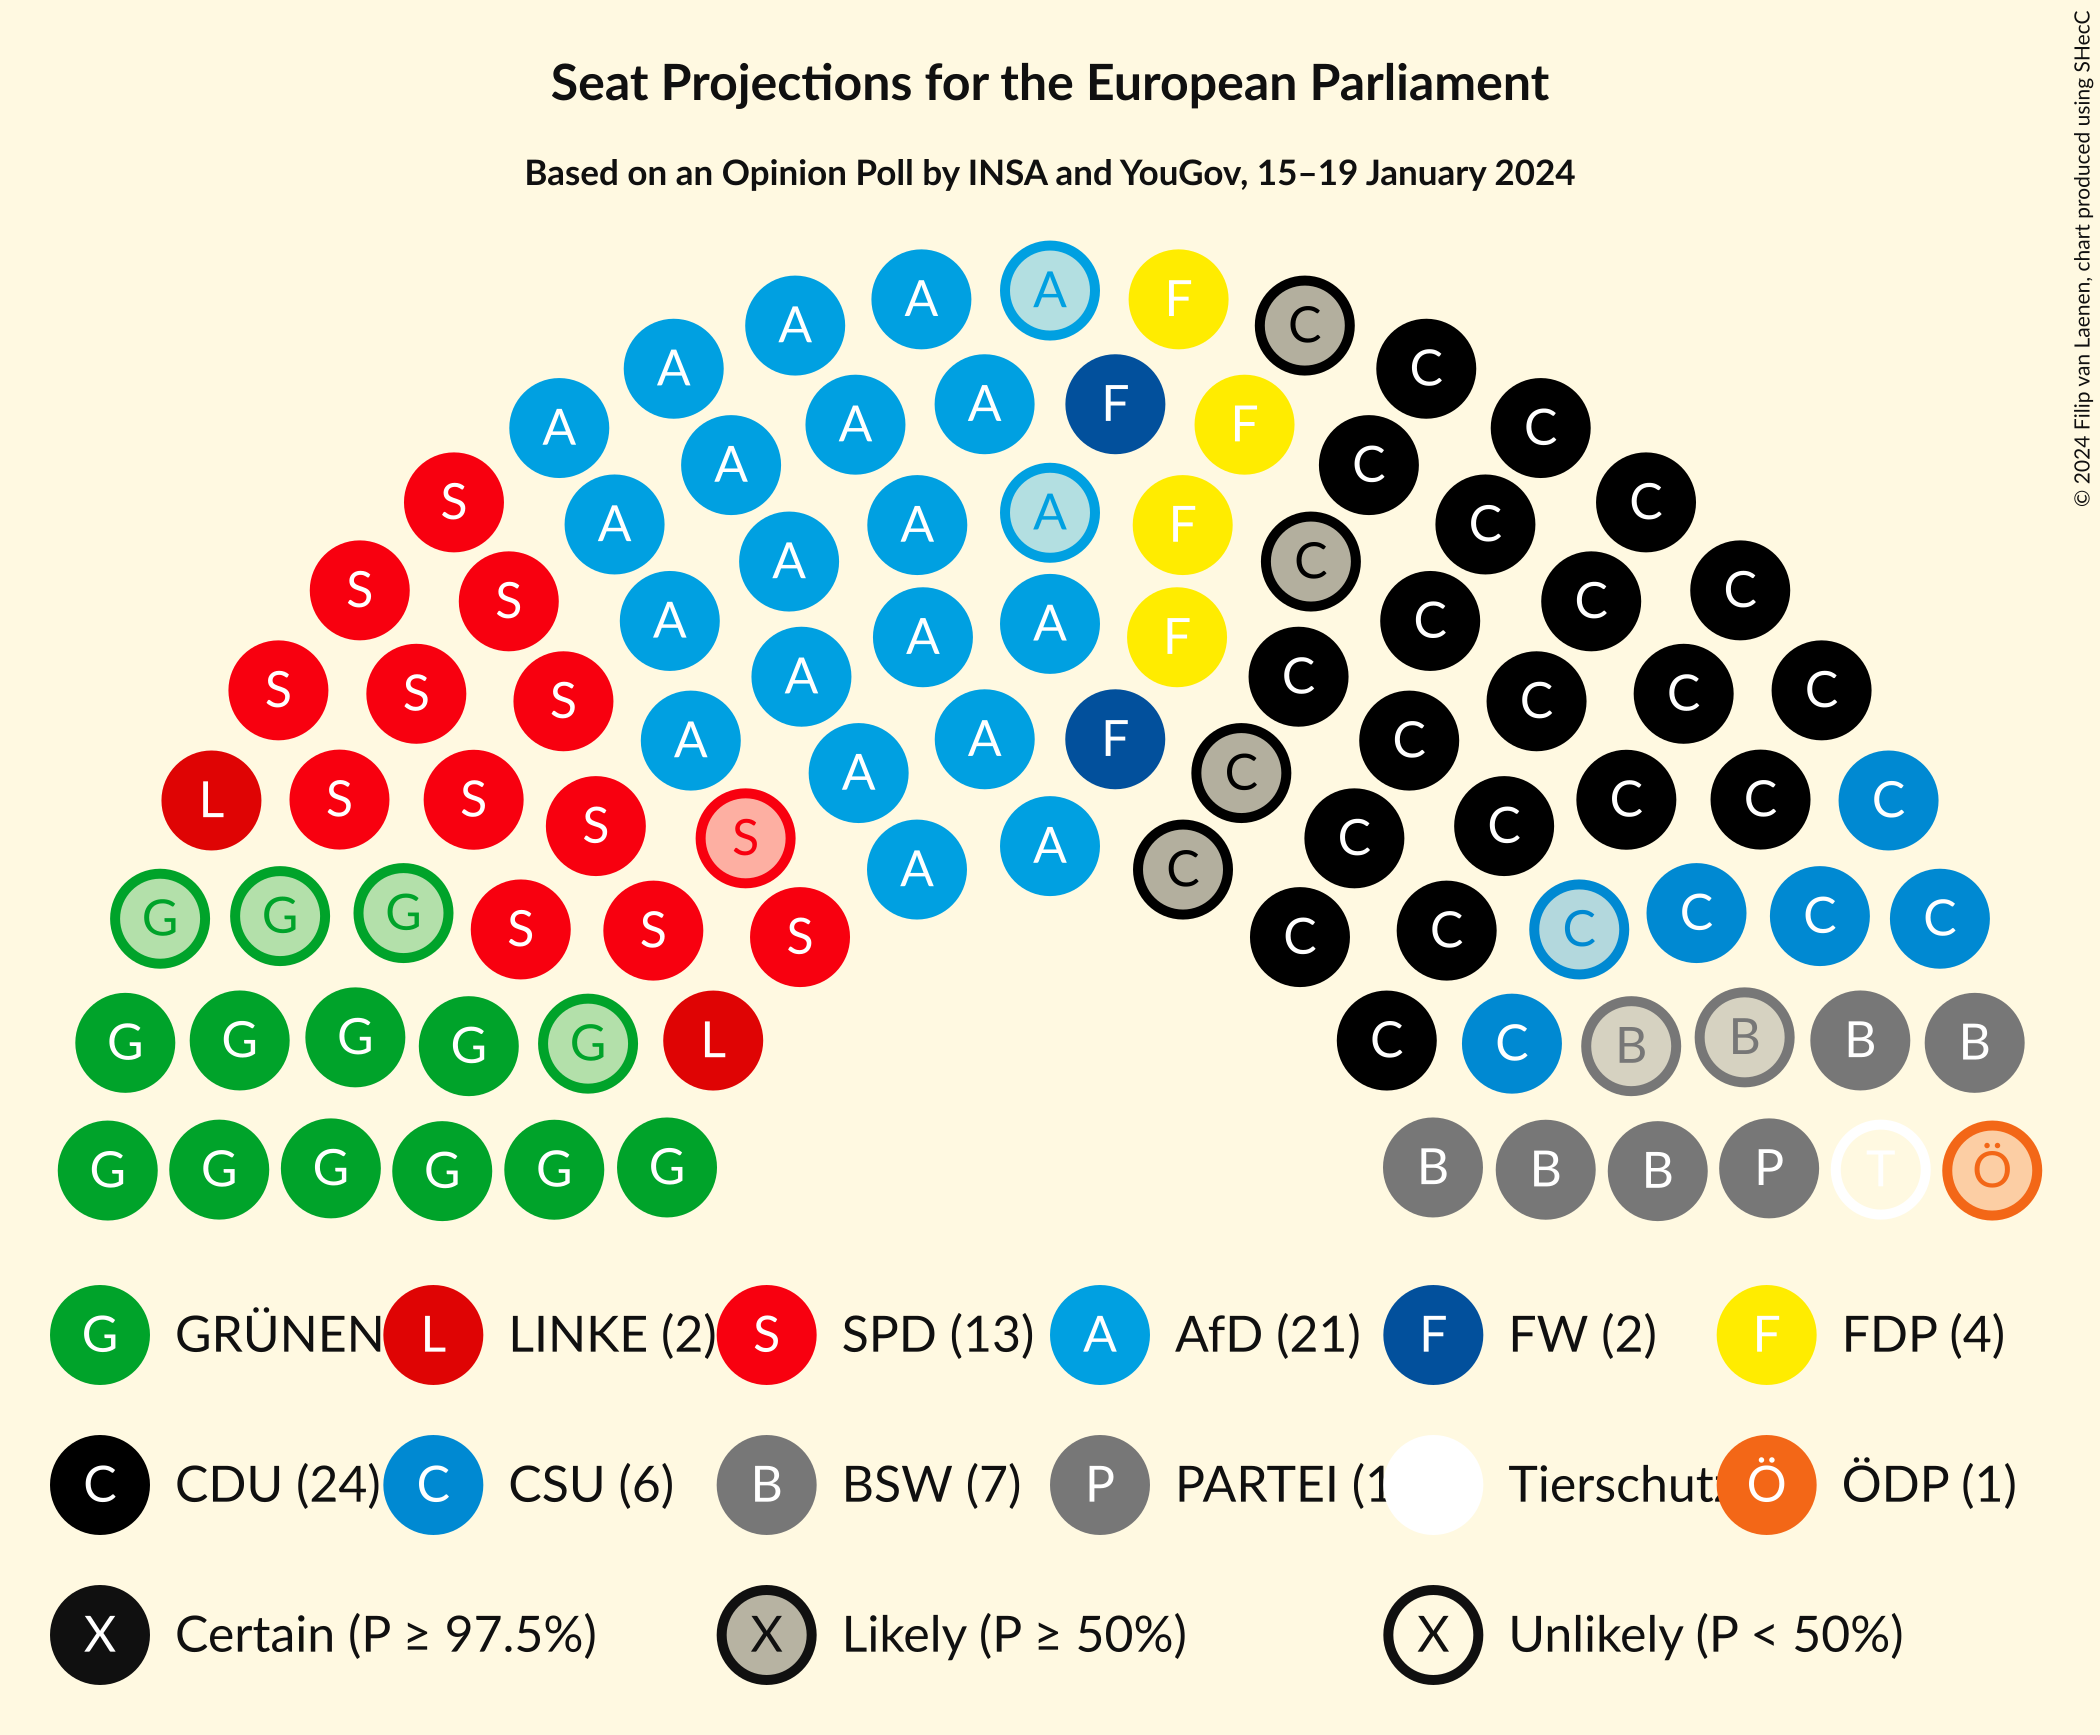 Seat Projections for the European Parliament
Based on an Opinion Poll by INSA and YouGov, 15–19 January 2024
© 2024 Filip van Laenen, chart produced using SHecC
A A F
A C
A C
A F
A A F C
A C
S A A A F C C
A C
S S C C
A A A F C
S S S A C C C C
A A F C
A C
L S S C C C
S S C C
A A C
G G G S S S C C C C C C
G G G G G L C C B B B B
G G G G G G B B B P T Ö
G GRÜNEN L LINKE (2) S SPD (13) A AfD (21) F FW (2) F FDP (4)
C CDU (24) C CSU (6) B BSW (7) P PARTEI (1 Tierschutz Ö ÖDP (1)
X Certain (P ≥ 97.5%) X Likely (P ≥ 50%) X Unlikely (P < 50%)